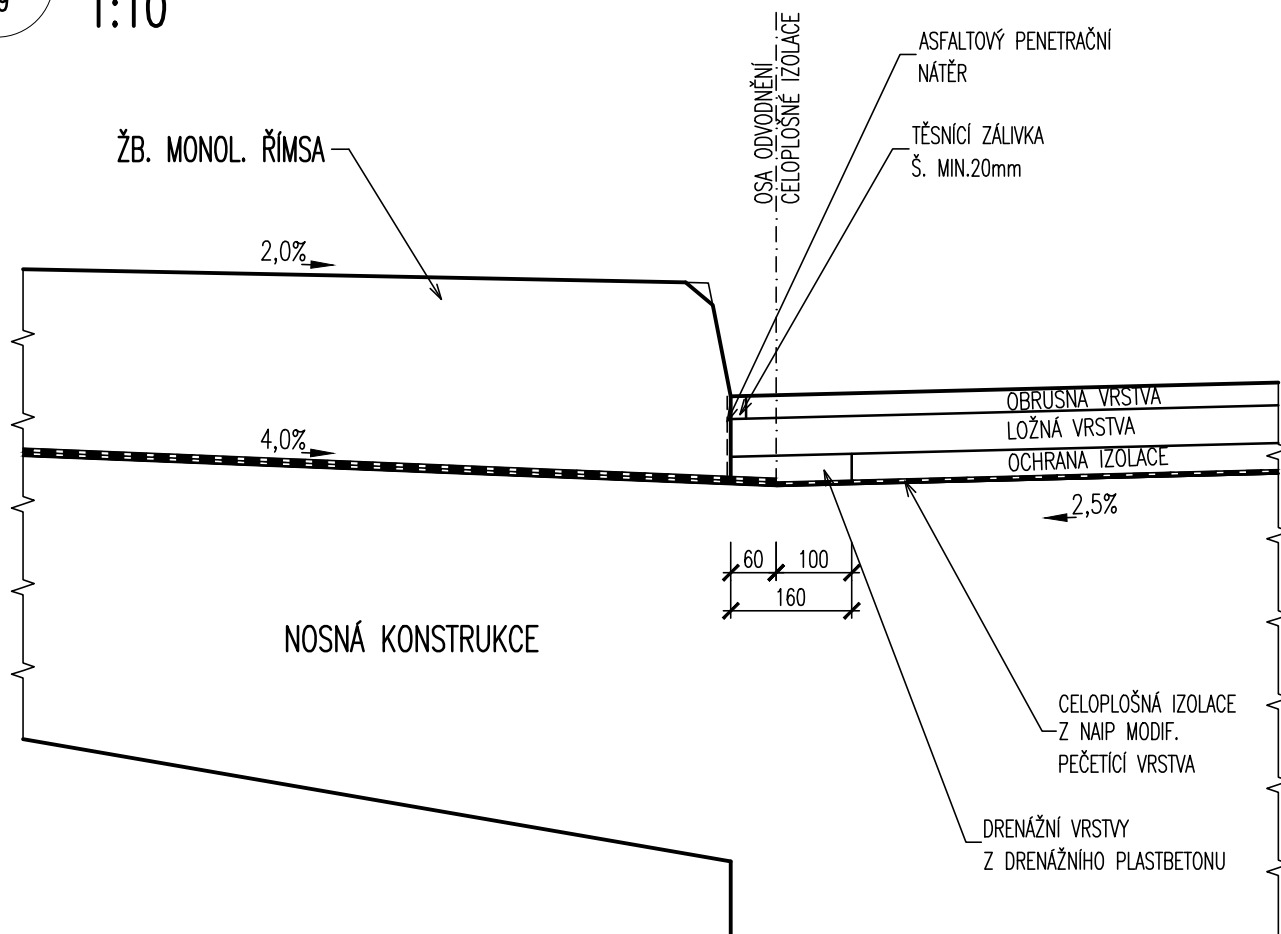 1:10
ASFALTOVÝ PENETRAČNÍ
NÁTĚR
OSA ODVODNĚNÍ
CELOPLOŠNÉ IZOLACE
TĚSNÍCÍ ZÁLIVKA
Š. MIN.20mm
ŽB. MONOL. ŘÍMSA
2,0%
OBRUSNA VRSTVA
LOŽNÁ VRSTVA
OCHRANA IZOLACE
4,0%
2,5%
60
100
160
NOSNÁ KONSTRUKCE
CELOPLOŠNÁ IZOLACE
Z NAIP MODIF.
PEČETÍCÍ VRSTVA
DRENÁŽNÍ VRSTVY
Z DRENÁŽNÍHO PLASTBETONU